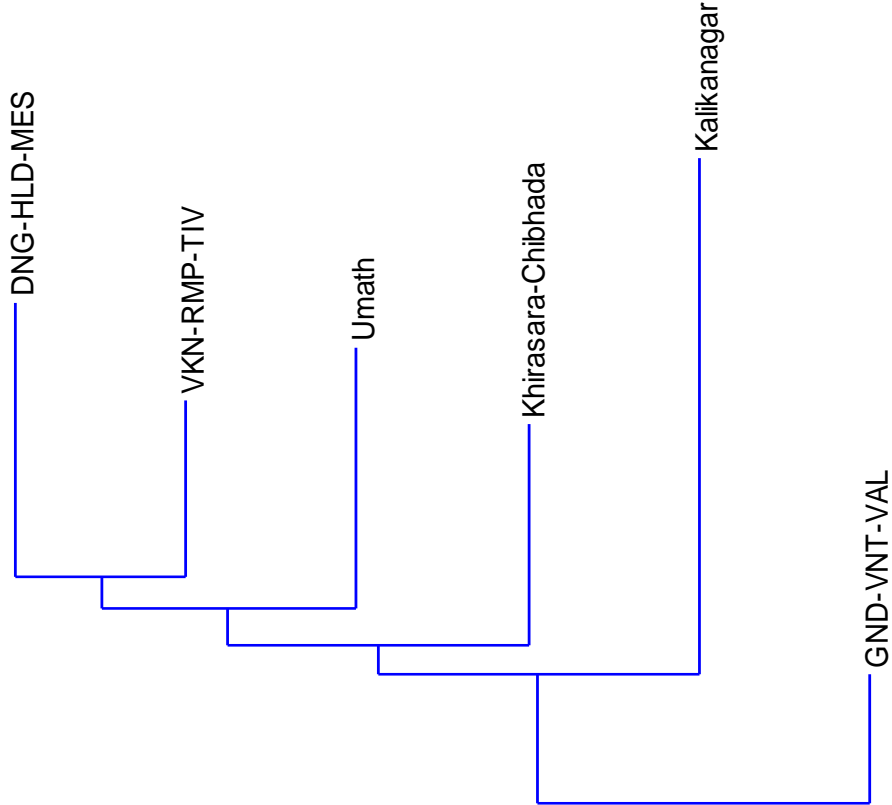 DNG-HLD-MES
VKN-RMP-TIV
Umath
Khirasara-Chibhada
Kalikanagar
GND-VNT-VAL